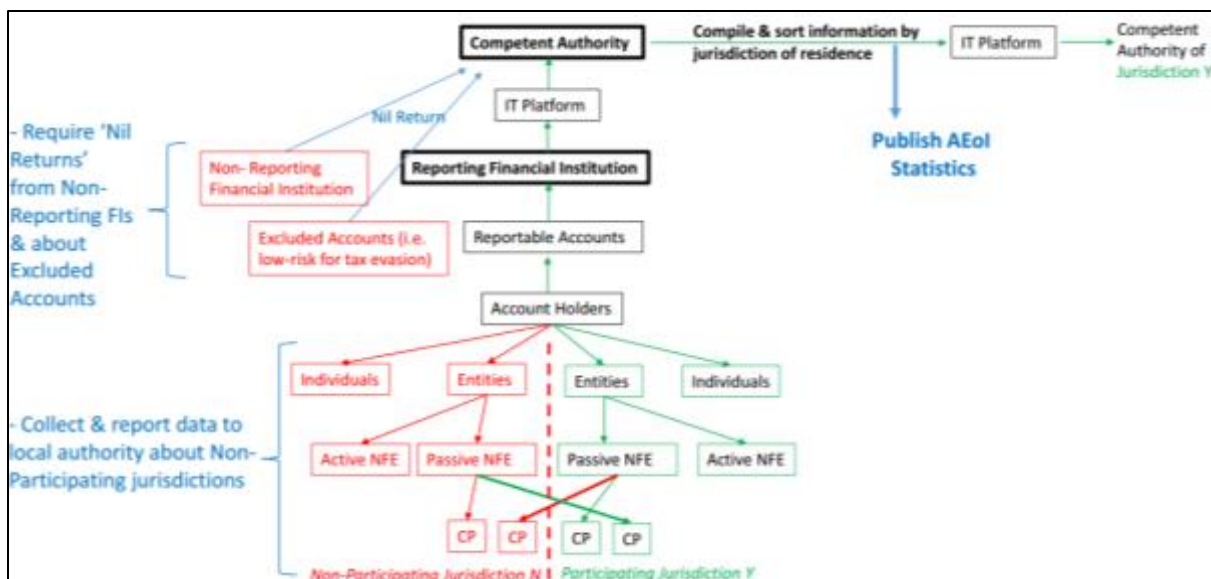 Competent Authority
Compile & sort information by
jurisdiction of residence
IT Platform
Competent
Authority of
Jurisdiction Y
IT Platform
Nil Return
Publish AEoI
Statistics
- Require ‘Nil
Returns’
from Non-
Reporting FIs
& about
Excluded
Accounts
Non- Reporting
Financial Institution
Reporting Financial Institution
Excluded Accounts (i.e.
low-risk for tax evasion)
Reportable Accounts
Account Holders
Individuals
Entities
Entities
Individuals
- Collect & report data to
local authority about Non-
Participating jurisdictions
Active NFE
Passive NFE
Passive NFE
Active NFE
CP
CP
CP
CP
Non-Participating Jurisdiction N
Participating Jurisdiction Y